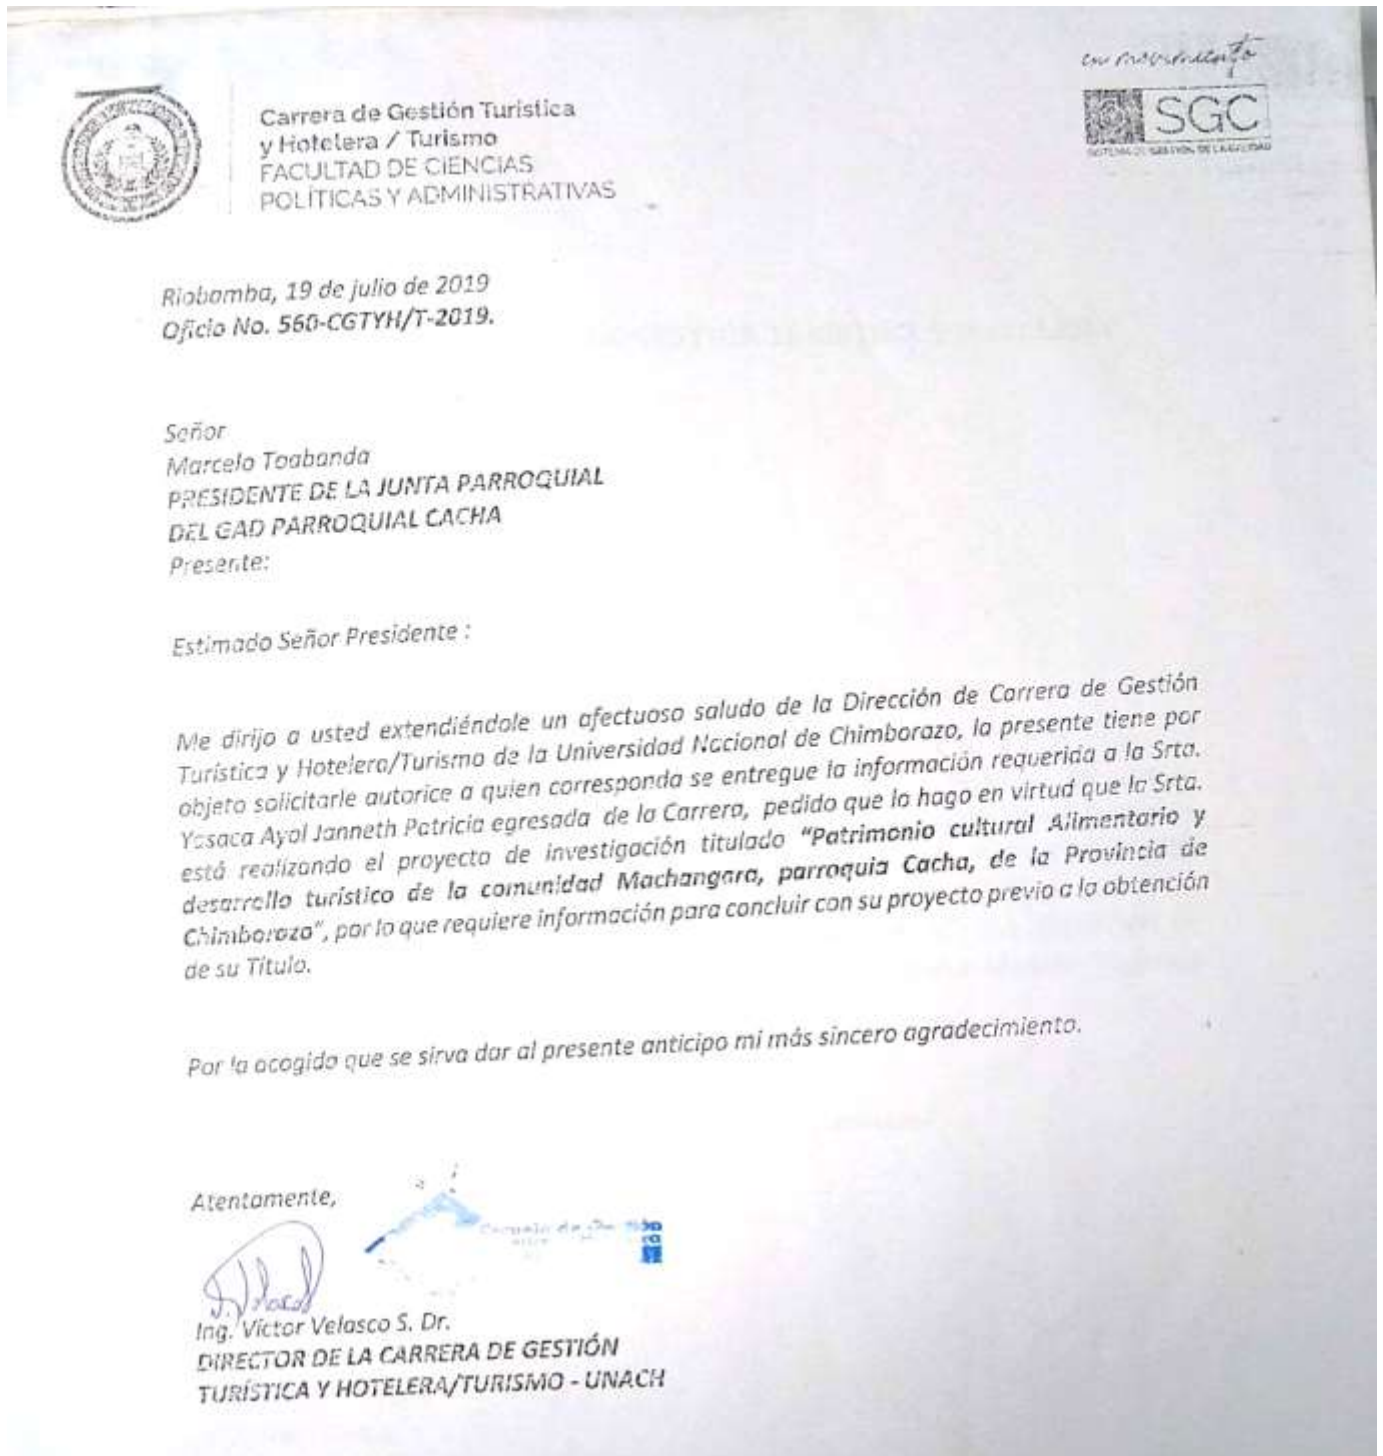 en movimiento
SGC
SISTEMA DE GESTIÓN DE LA CALIDAD
Carrera de Gestión Turística
y Hotelera / Turismo
FACULTAD DE CIENCIAS
POLÍTICAS Y ADMINISTRATIVAS
Riobamba, 19 de julio de 2019
Oficio No. 560-CGTYH/T-2019.
Señor
Marcelo Toabanda
PRESIDENTE DE LA JUNTA PARROQUIAL
DEL GAD PARROQUIAL CACHA
Presente:
Estimado Señor Presidente :
Me dirijo a usted extendiéndole un afectuoso saludo de la Dirección de Carrera de Gestión
Turística y Hotelera/Turismo de la Universidad Nacional de Chimborazo, la presente tiene por
objeto solicitarle autorice a quien corresponda se entregue la información requerida a la Srta.
Yasaca Ayol Janneth Patricia egresada de la Carrera, pedido que lo hago en virtud que la Srta.
está realizando el proyecto de investigación titulado “Patrimonio cultural Alimentario y
desarrollo turístico de la comunidad Machangara, parroquia Cacha, de la Provincia de
Chimborazo”, por lo que requiere información para concluir con su proyecto previo a la obtención
de su Título.
Por la acogida que se sirva dar al presente anticipo mi más sincero agradecimiento.
Atentamente,
Ing. Víctor Velasco S. Dr.
DIRECTOR DE LA CARRERA DE GESTIÓN
TURÍSTICA Y HOTELERA/TURISMO - UNACH